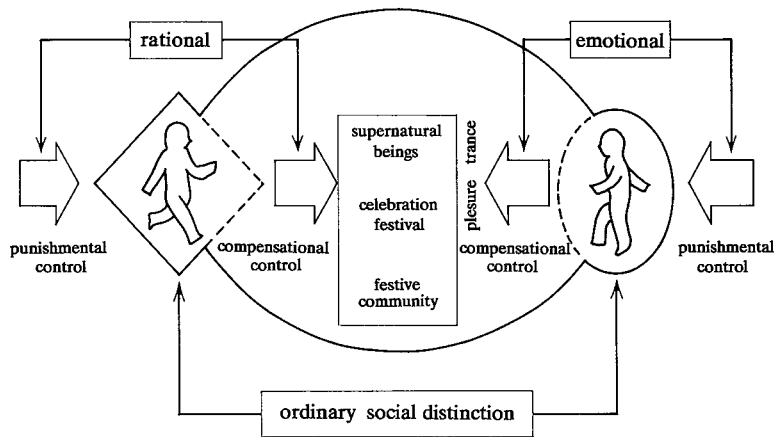 rational
emotional
supernatural
beings
trance
celebration
festival
plesure
punishmental
control
compensational
control
compensational
control
punishmental
control
festive
community
ordinary social distinction